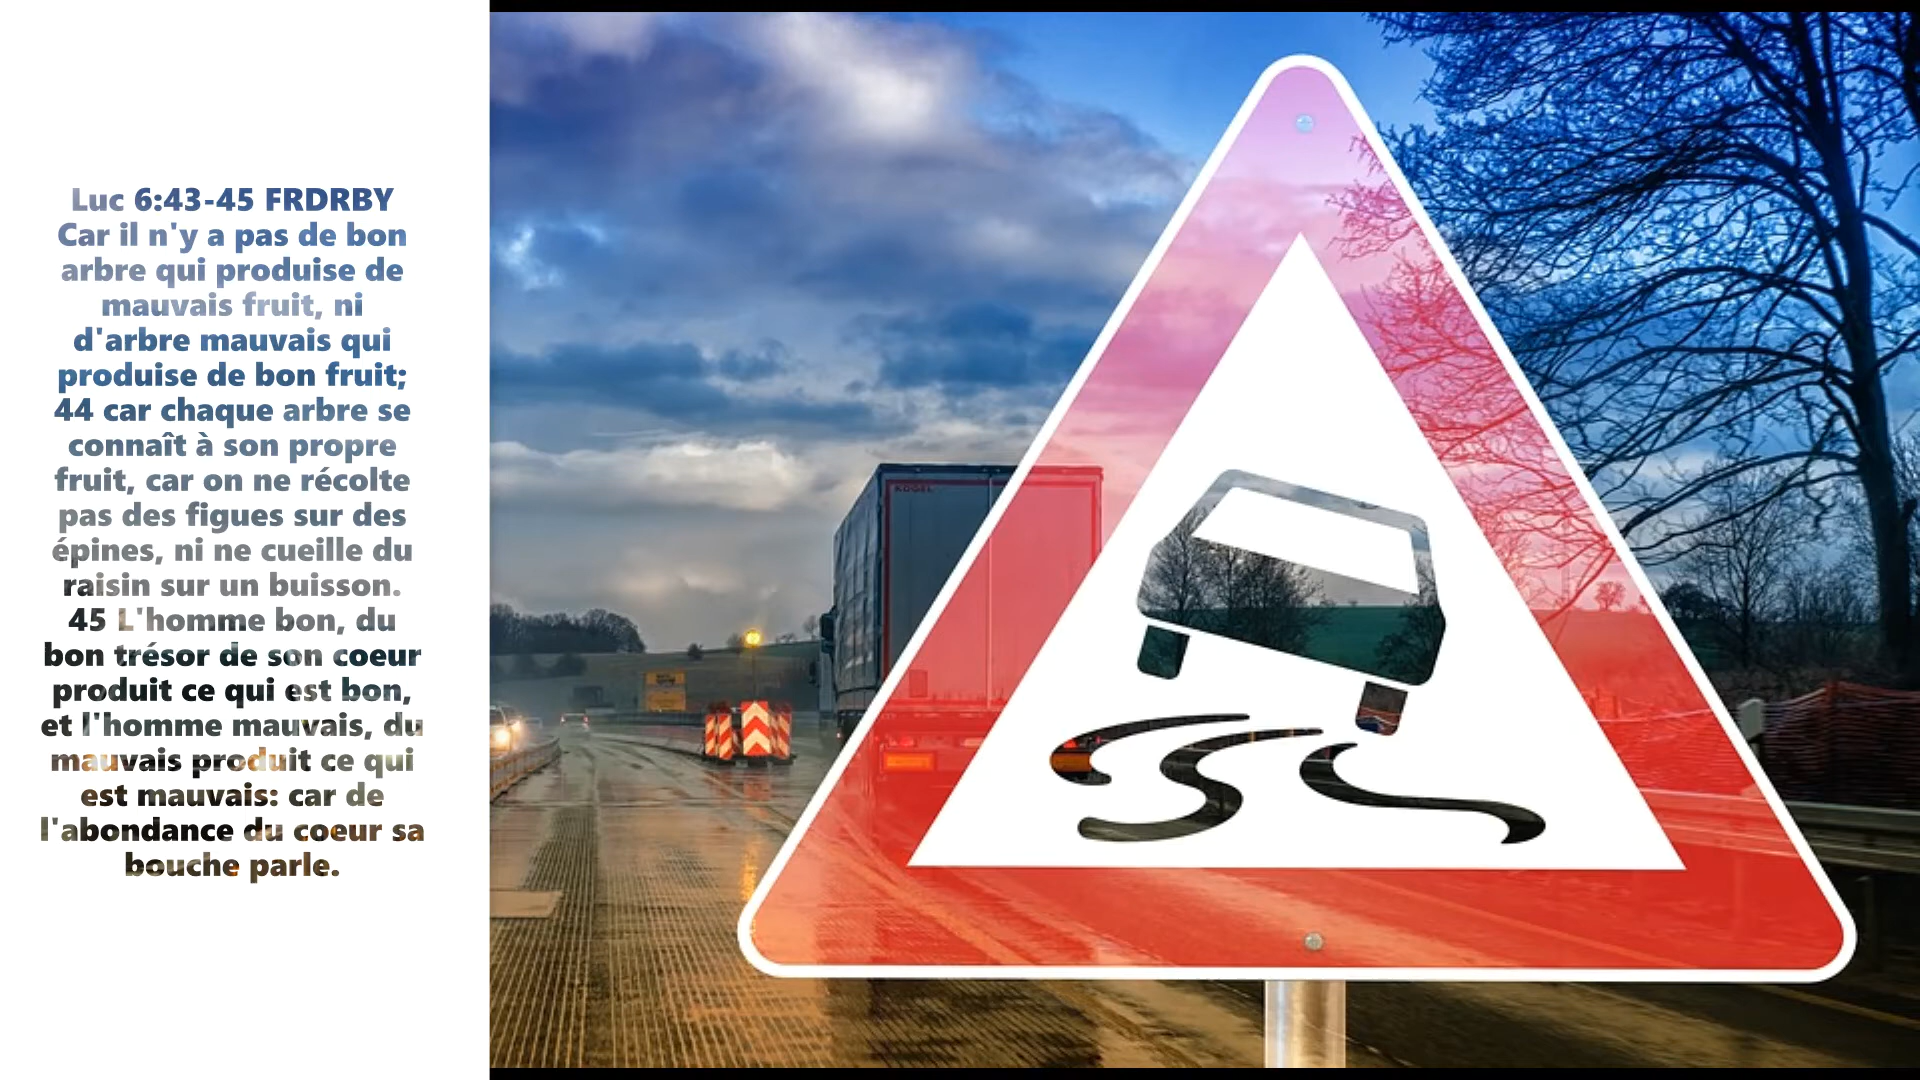 Luc 6:43-45 FRDRBY
Car il n'y a pas de bon
arbre qui produise de
mauvais fruit, ni
d'arbre mauvais qui
produise de bon fruit;
44 car chaque arbre se
connaît à son propre
fruit, car on ne récolte
pas des figues sur des
épines, ni ne cueille du
raisin sur un buisson.
45 L'homme bon, du
bon trésor de son coeur
produit ce qui est bon,
et l'homme mauvais, du
mauvais produit ce qui
est mauvais: car de
l'abondance du coeur sa
bouche parle.
KÖGEL